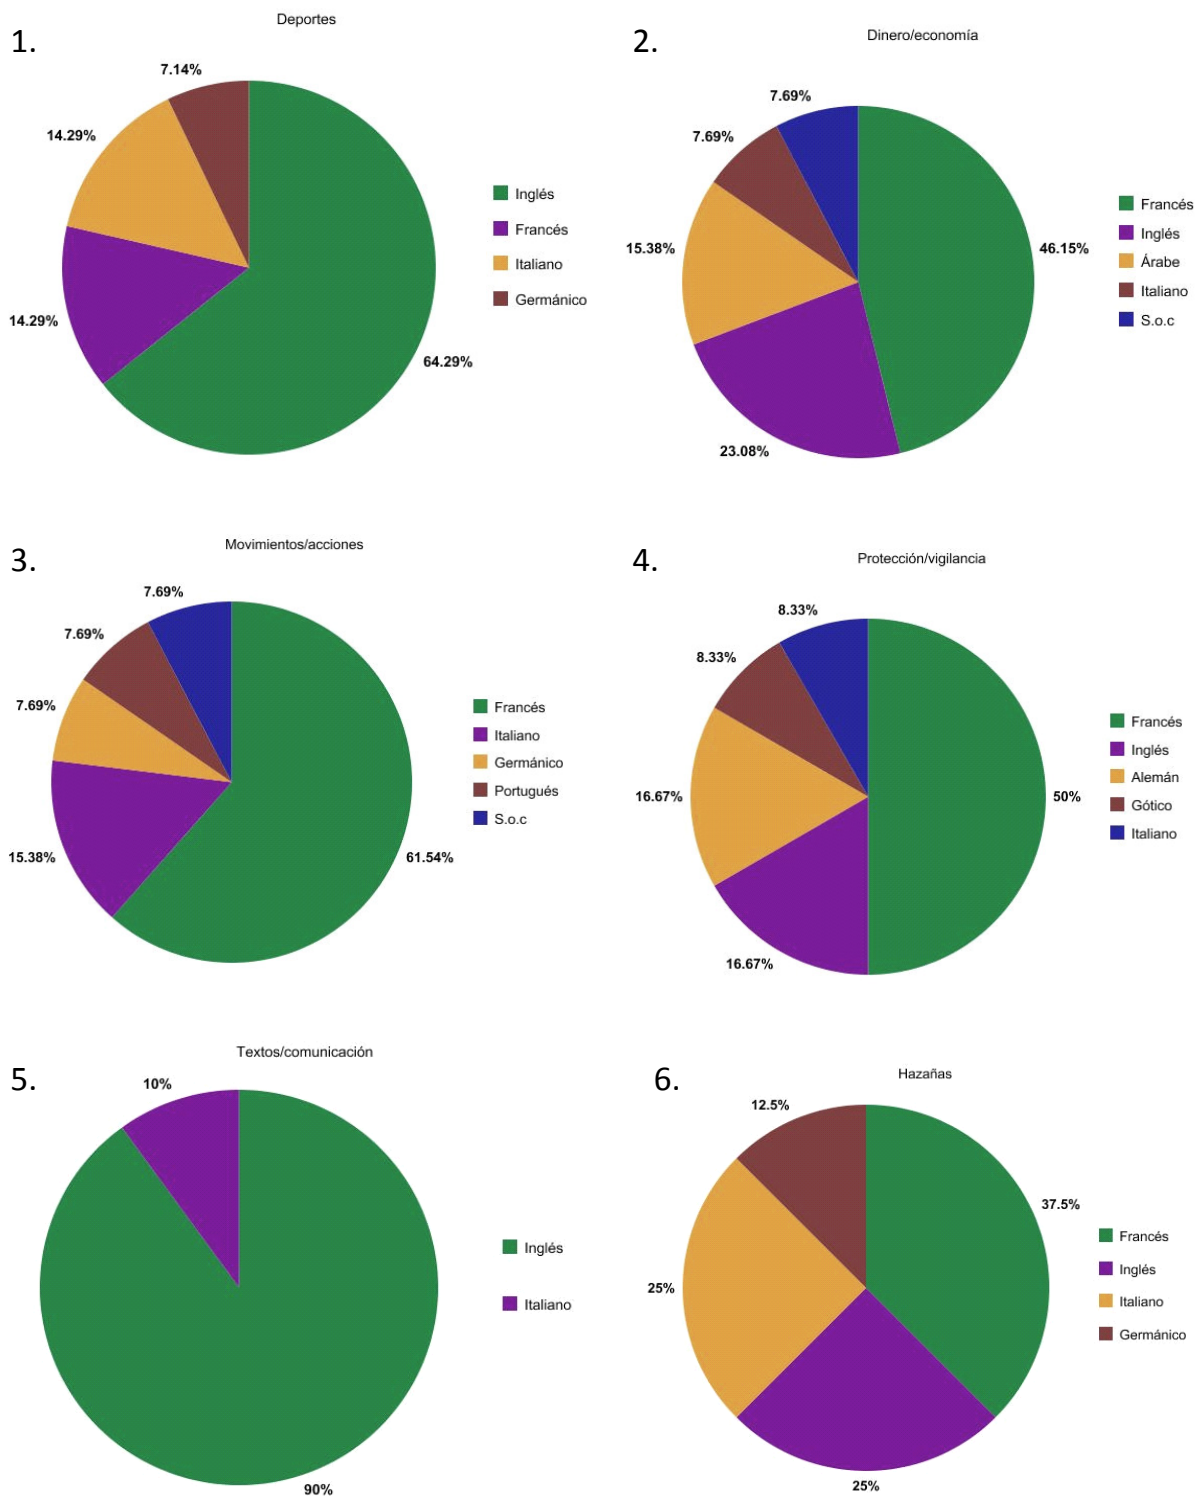 1.
Deportes
7.14%
14.29%
14.29%
64.29%
Inglés
Francés
Italiano
Germánico
2.
Dinero/economía
7.69%
7.69%
15.38%
46.15%
23.08%
Francés
Inglés
Árabe
Italiano
S.o.c
3.
Movimientos/acciones
7.69%
7.69%
7.69%
15.38%
61.54%
Francés
Italiano
Germánico
Portugués
S.o.c
4.
Protección/vigilancia
8.33%
8.33%
16.67%
50%
16.67%
Francés
Inglés
Alemán
Gótico
Italiano
5.
Textos/comunicación
10%
90%
Inglés
Italiano
6.
Hazañas
12.5%
37.5%
25%
25%
Francés
Inglés
Italiano
Germánico